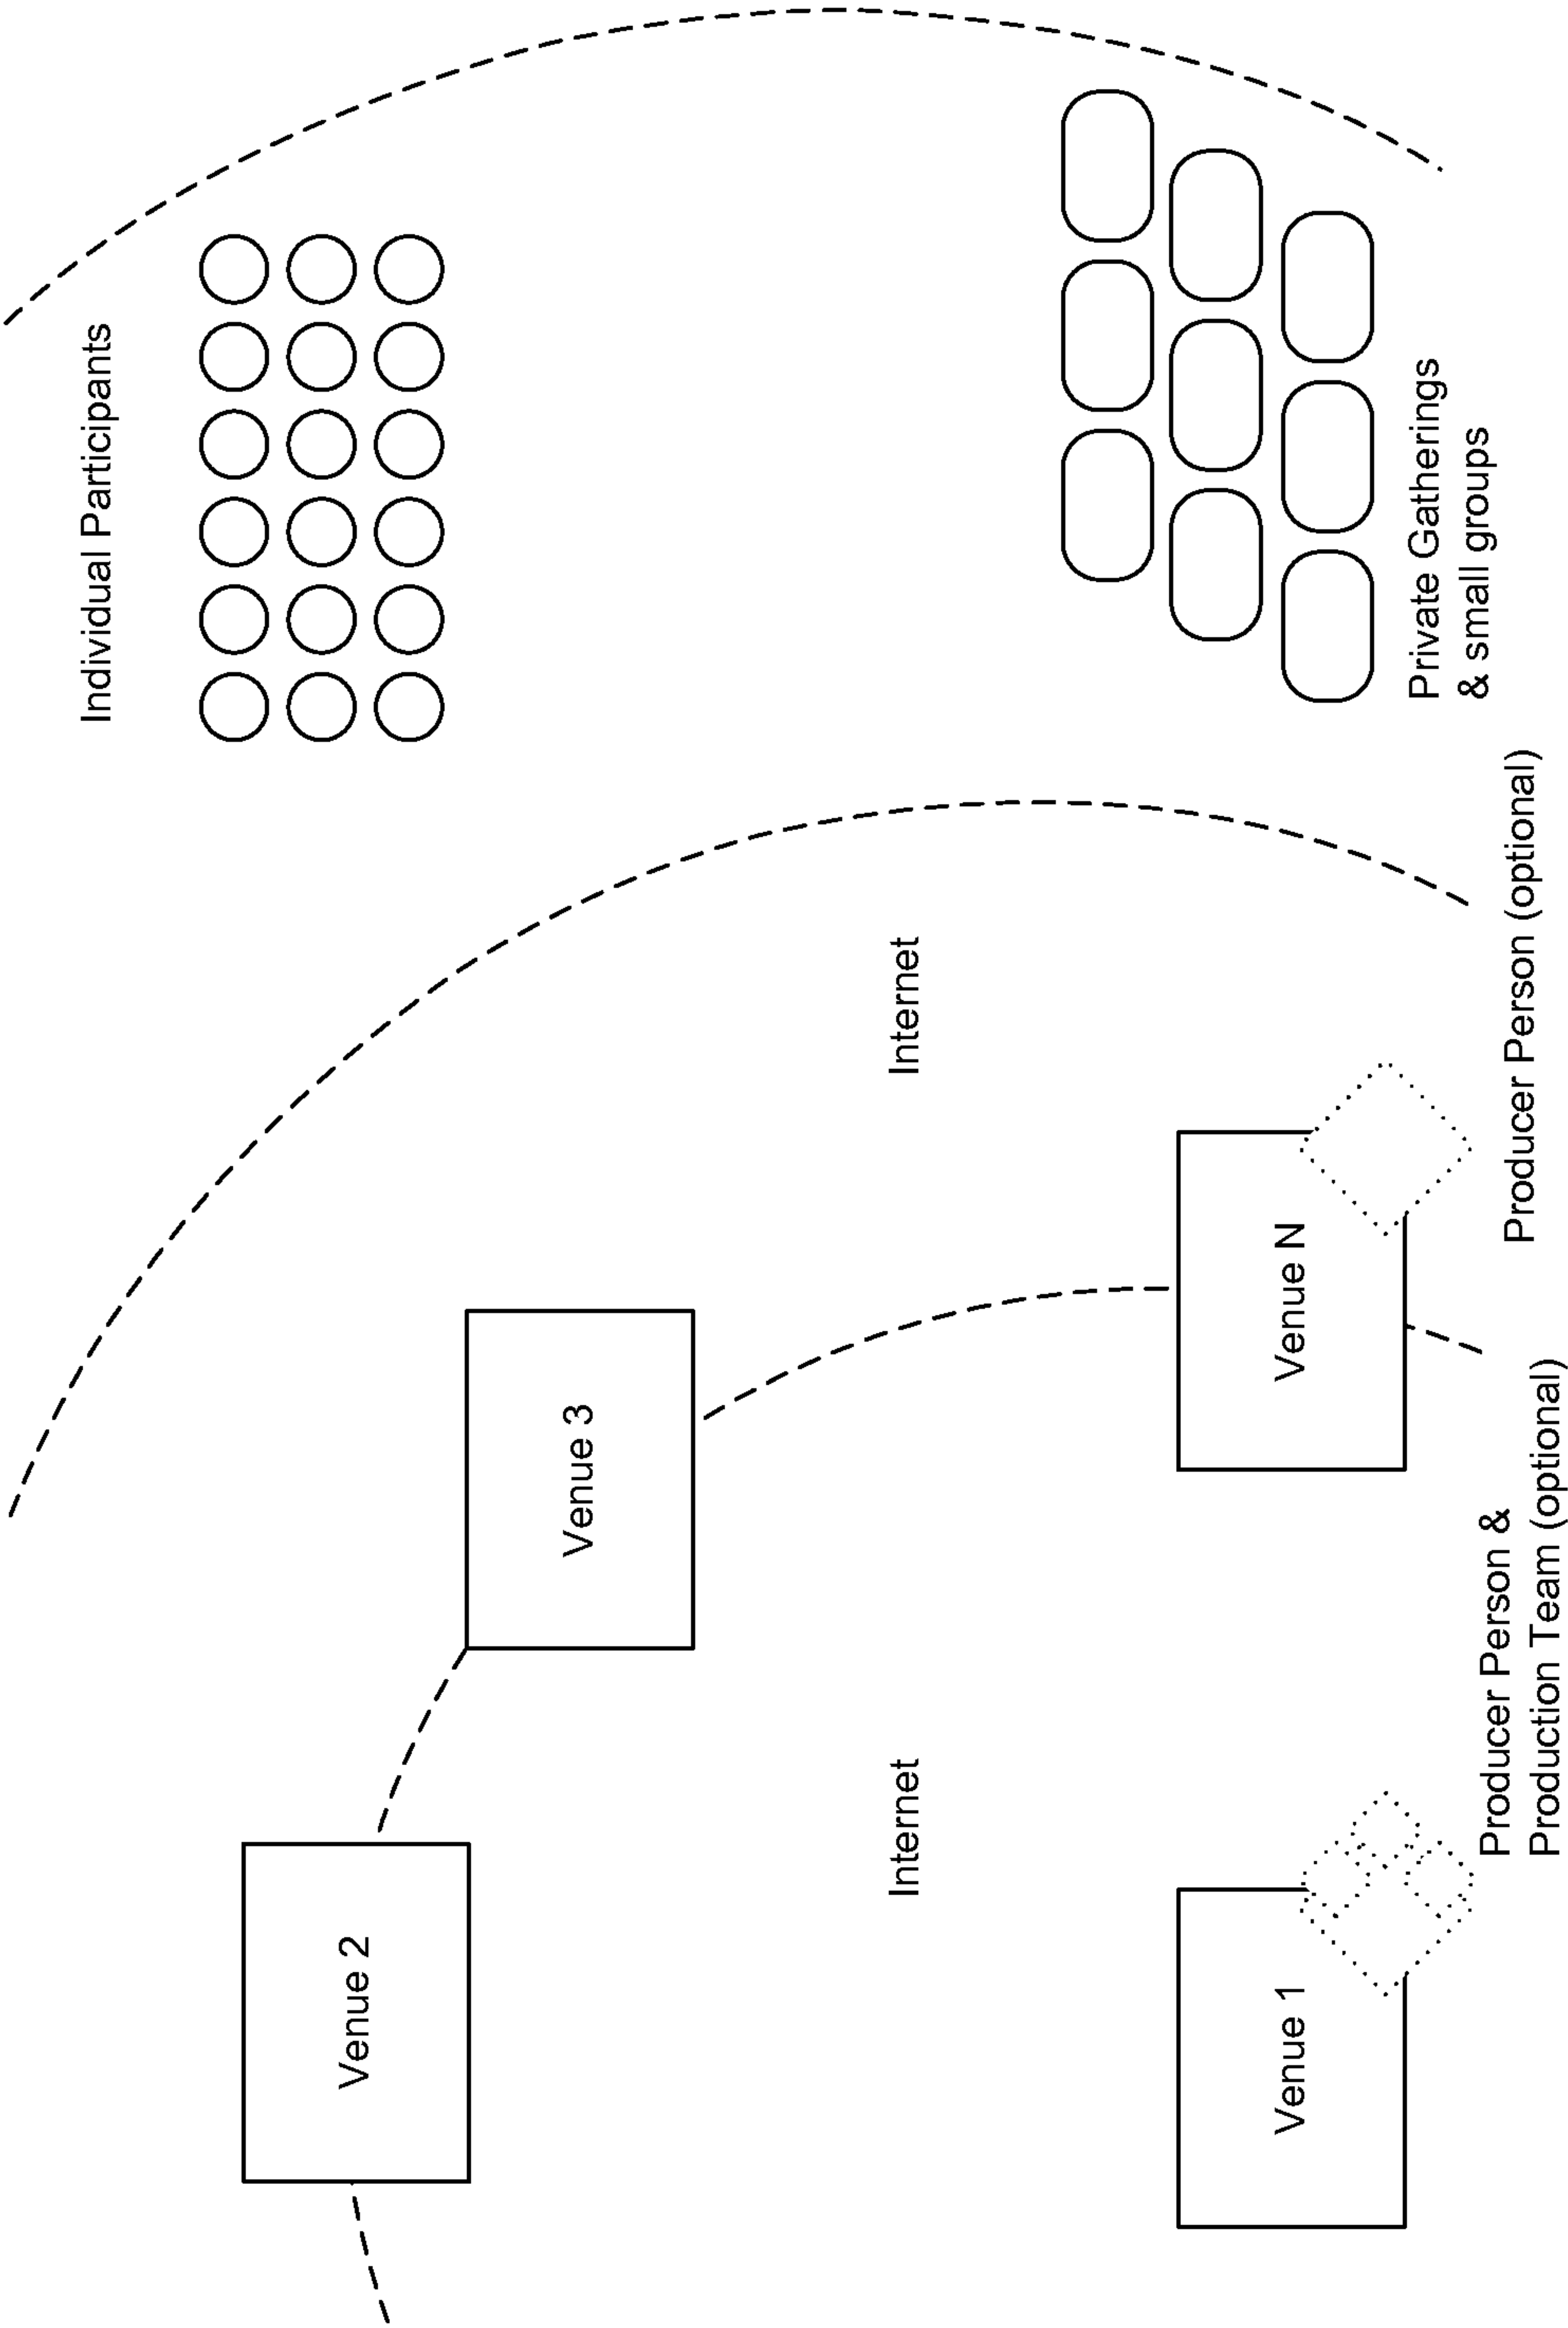 Individual Participants
Venue 2
Venue 3
Internet
Internet
Venue 1
Venue N
Private Gatherings
& small groups
Producer Person &
Production Team (optional)
Producer Person (optional)